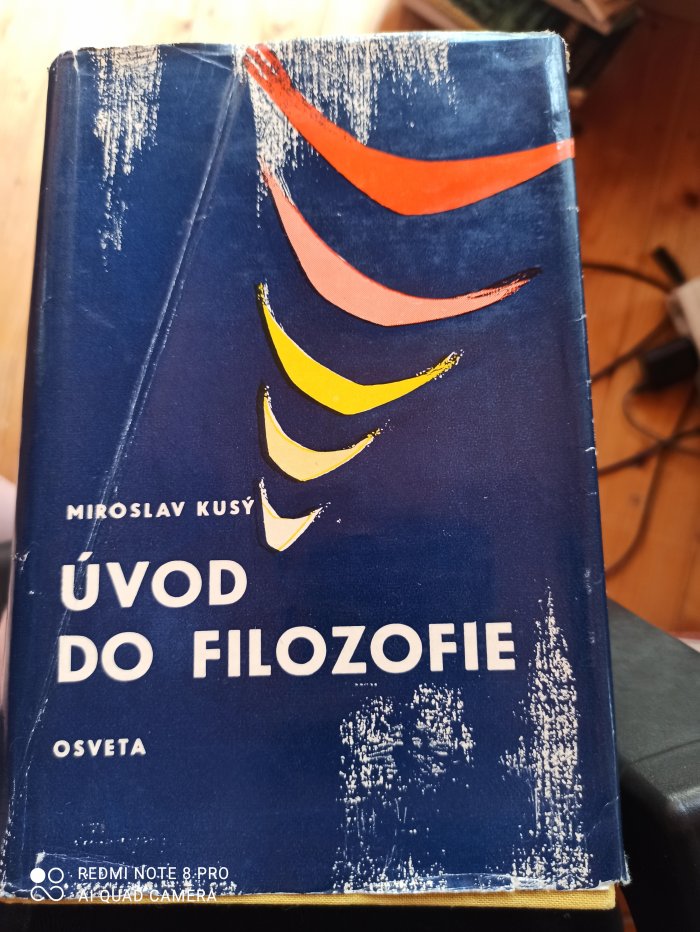 MIROSLAV KUSÝ
ÚVOD
DO FILOZOFIE
OSVETA
REDMI NOTE 8 PRO
AI QUAD CAMERA